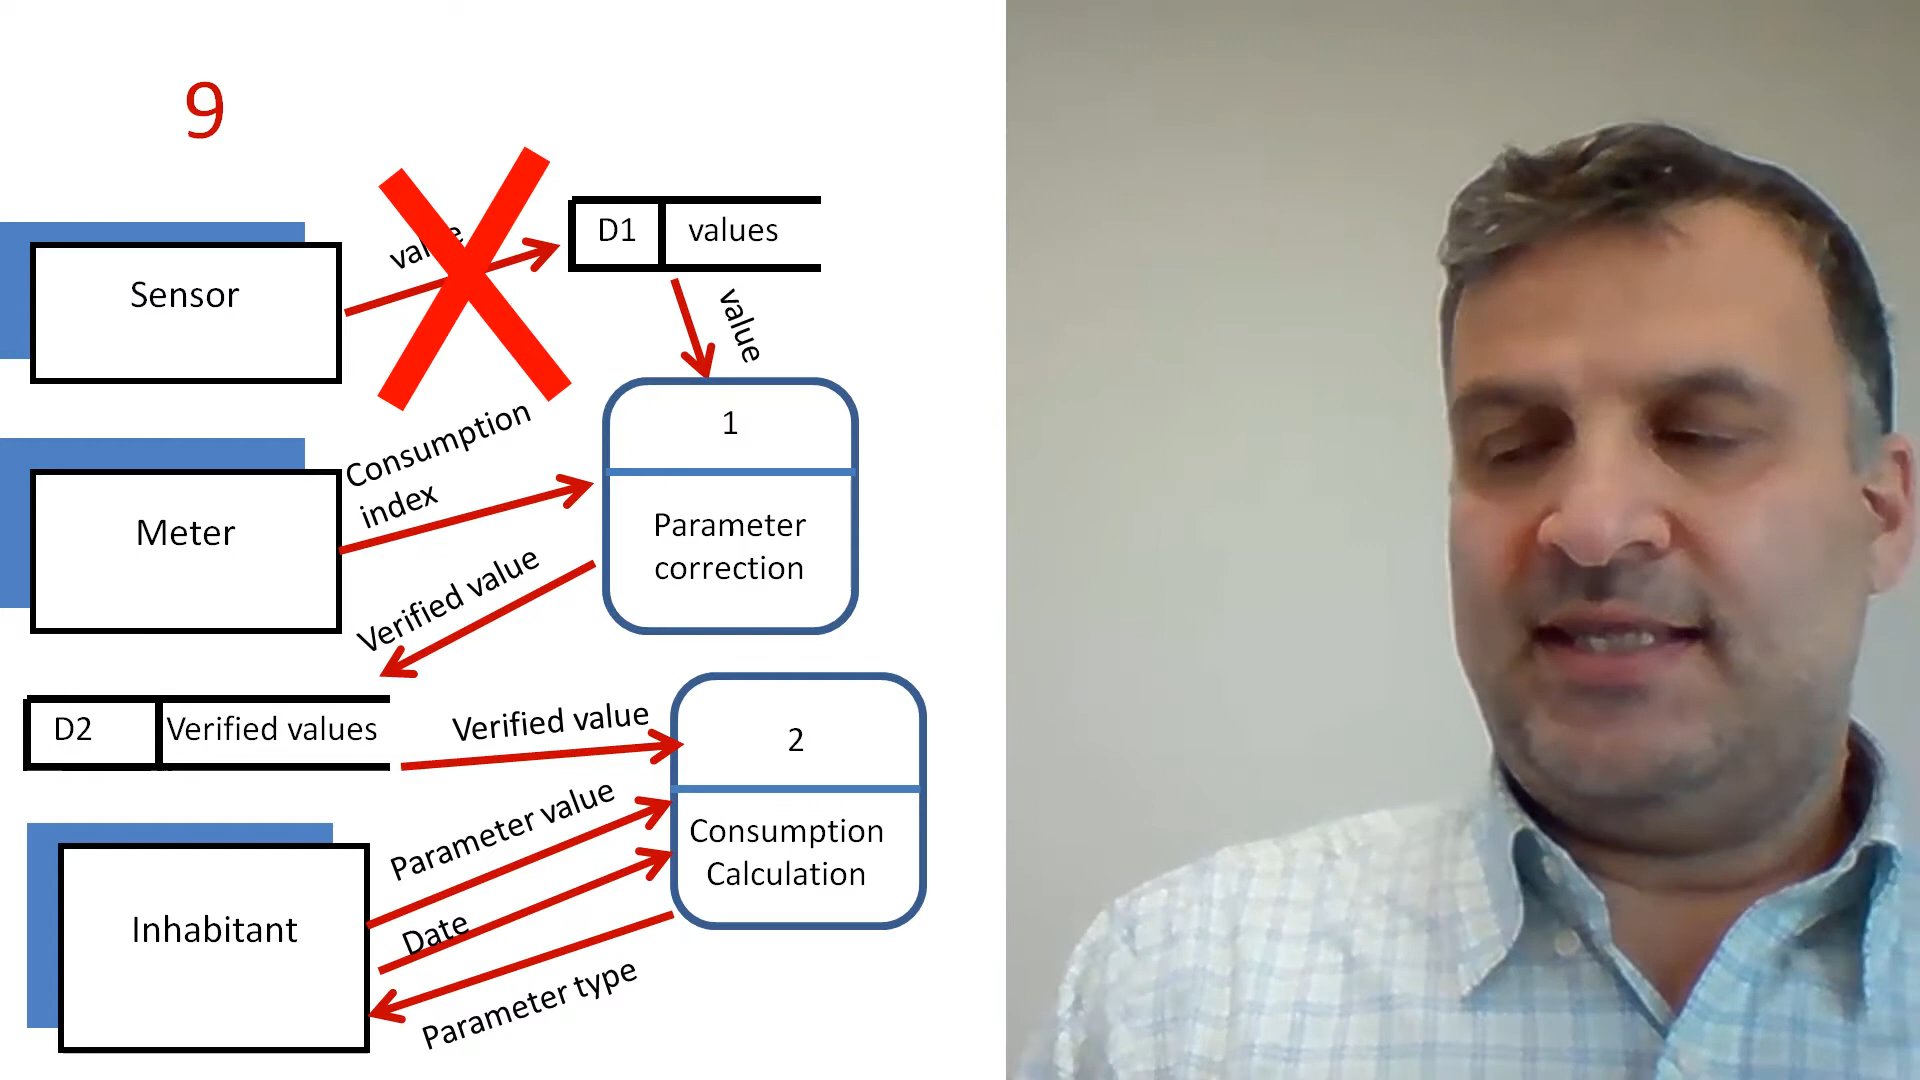 9
value
D1
values
Sensor
value
1
Consumption
index
Meter
Parameter
correction
Verified value
D2
Verified values
Verified value
2
Parameter value
Consumption
Calculation
Inhabitant
Date
Parameter type